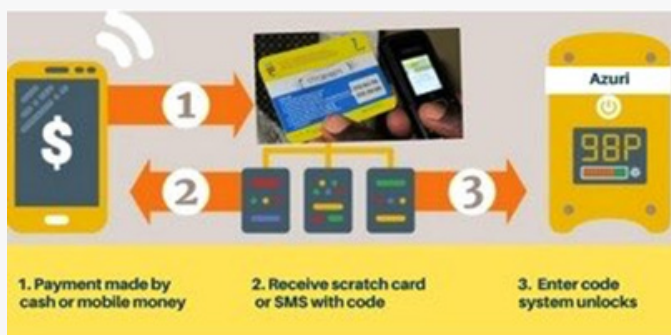 $
1
2
3
Azuri
98P
1. Payment made by
cash or mobile money
2. Receive scratch card
or SMS with code
3. Enter code
system unlocks